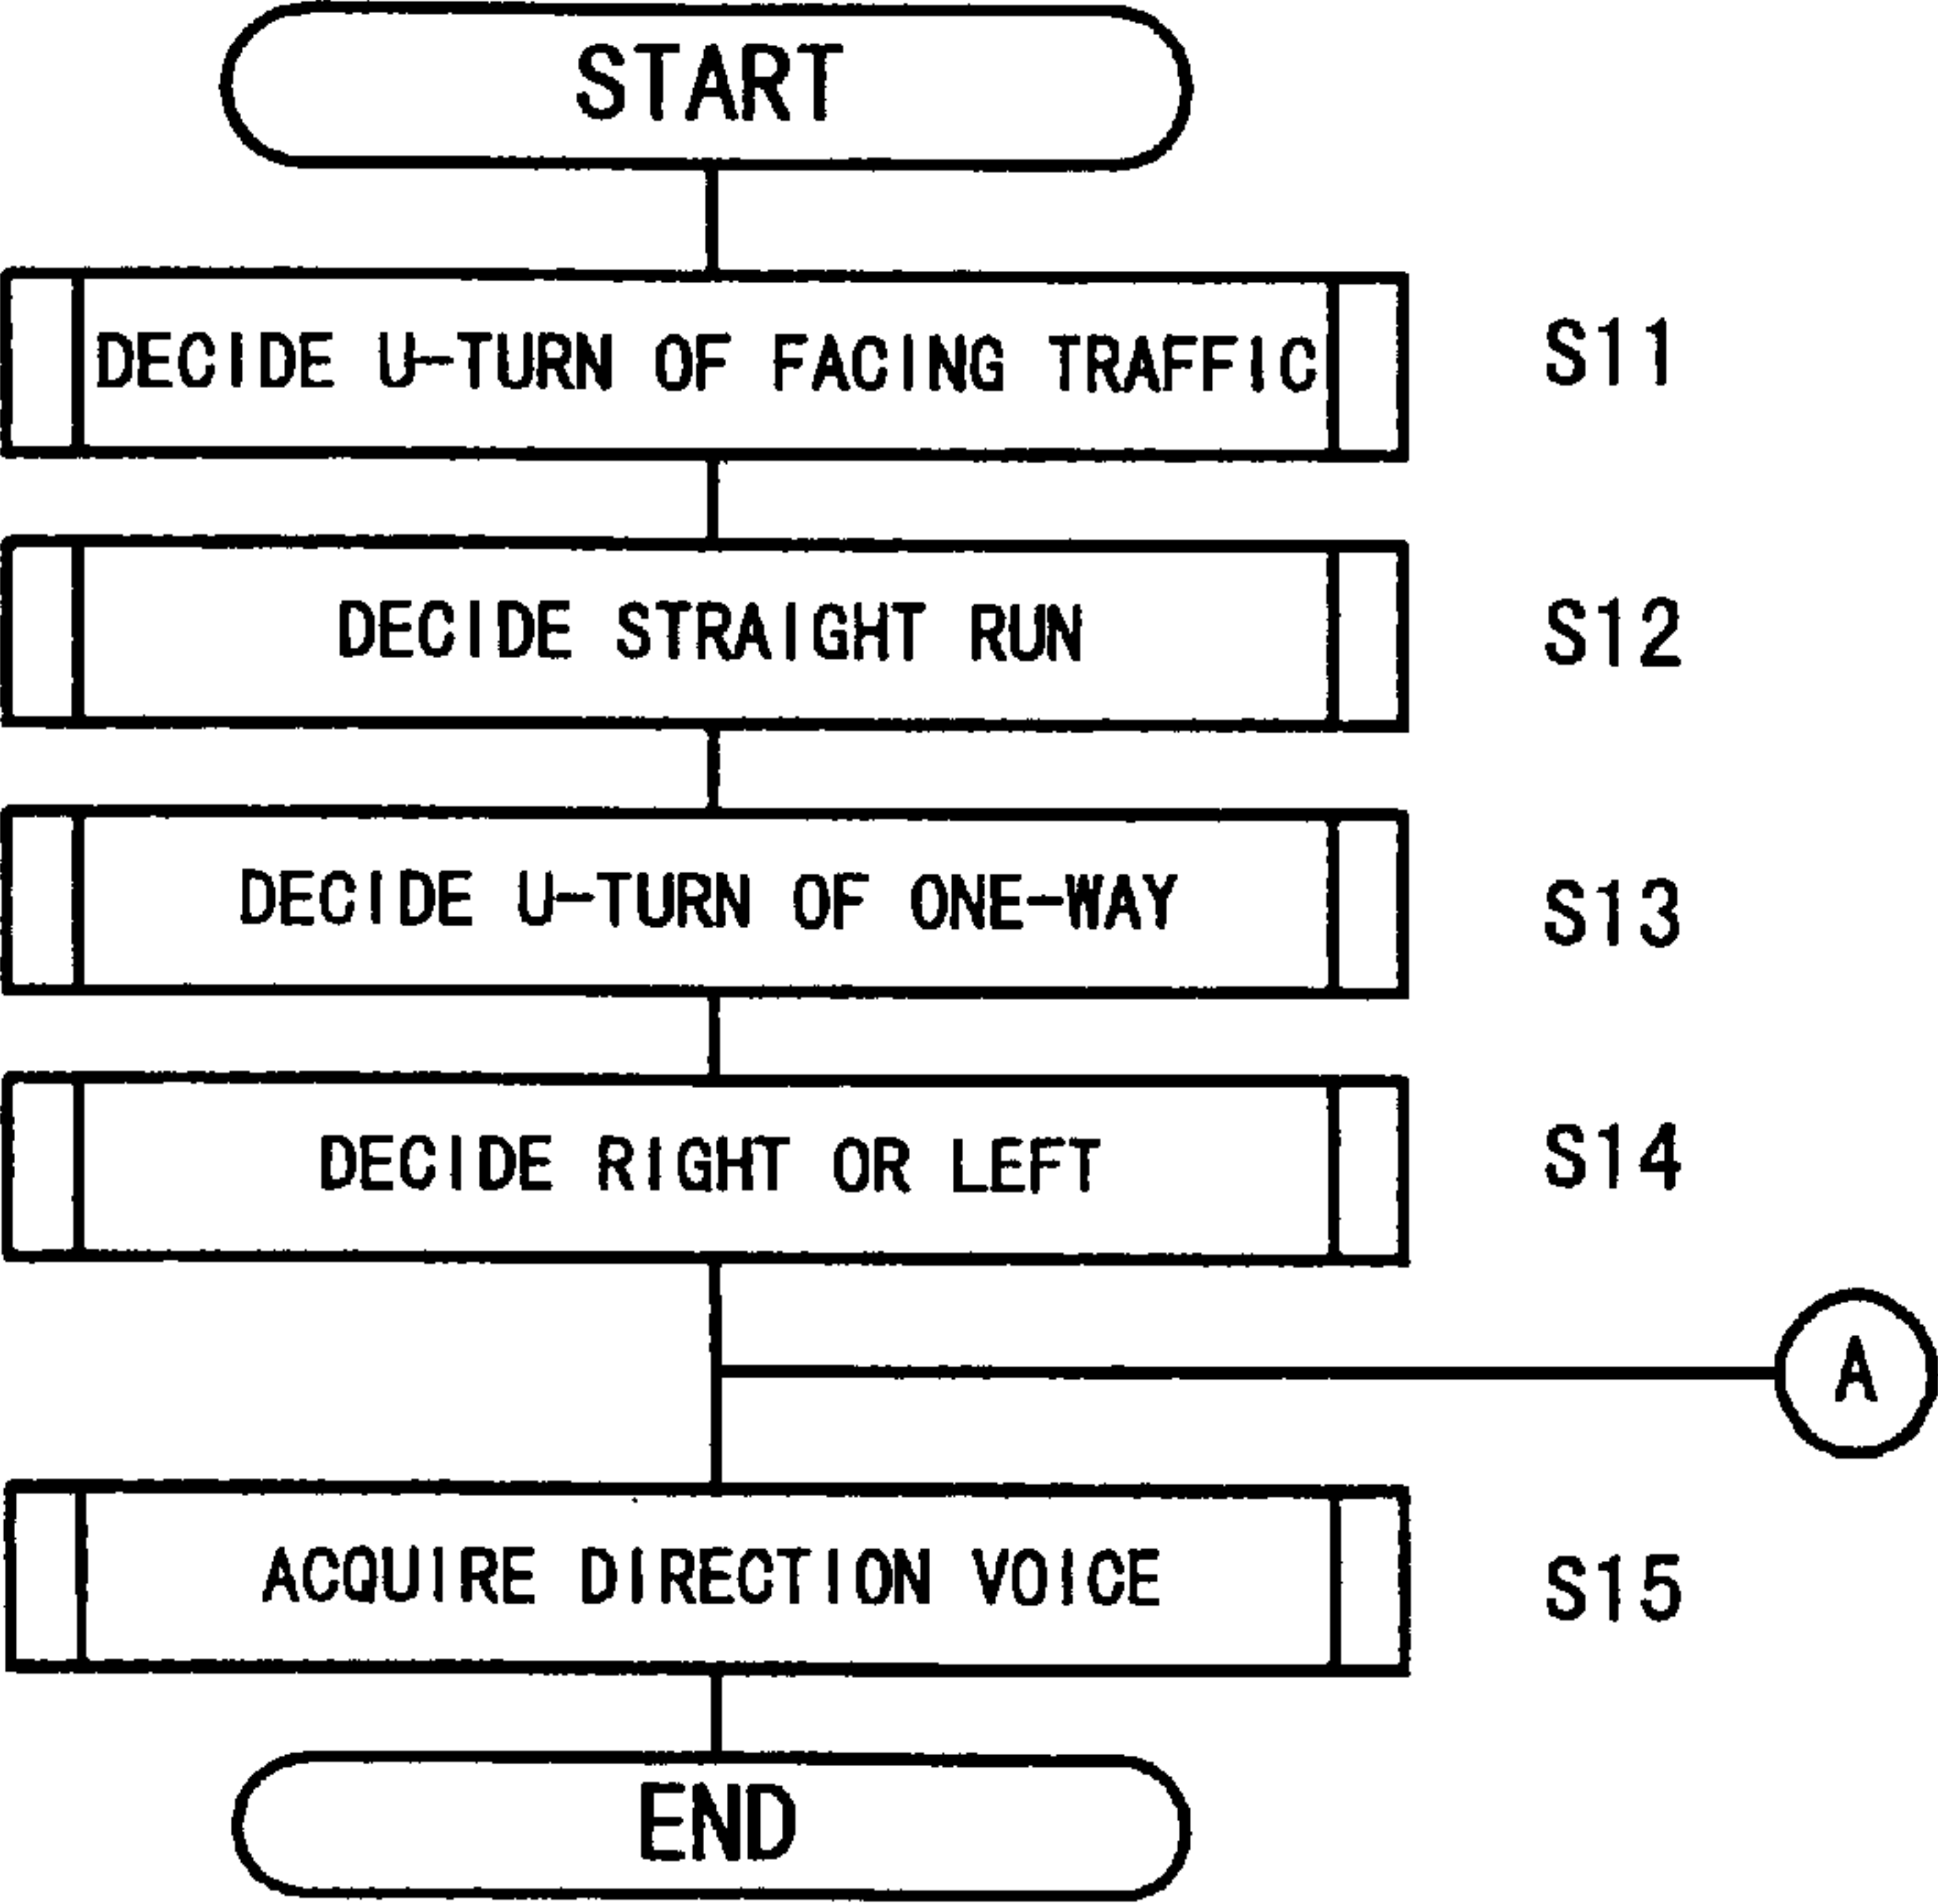 START
DECIDE U-TURN OF FACING TRAFFIC S11
DECIDE STRAIGHT RUN S12
DECIDE U-TURN OF ONE-WAY S13
DECIDE RIGHT OR LEFT S14
A
ACQUIRE DIRECTION VOICE S15
END